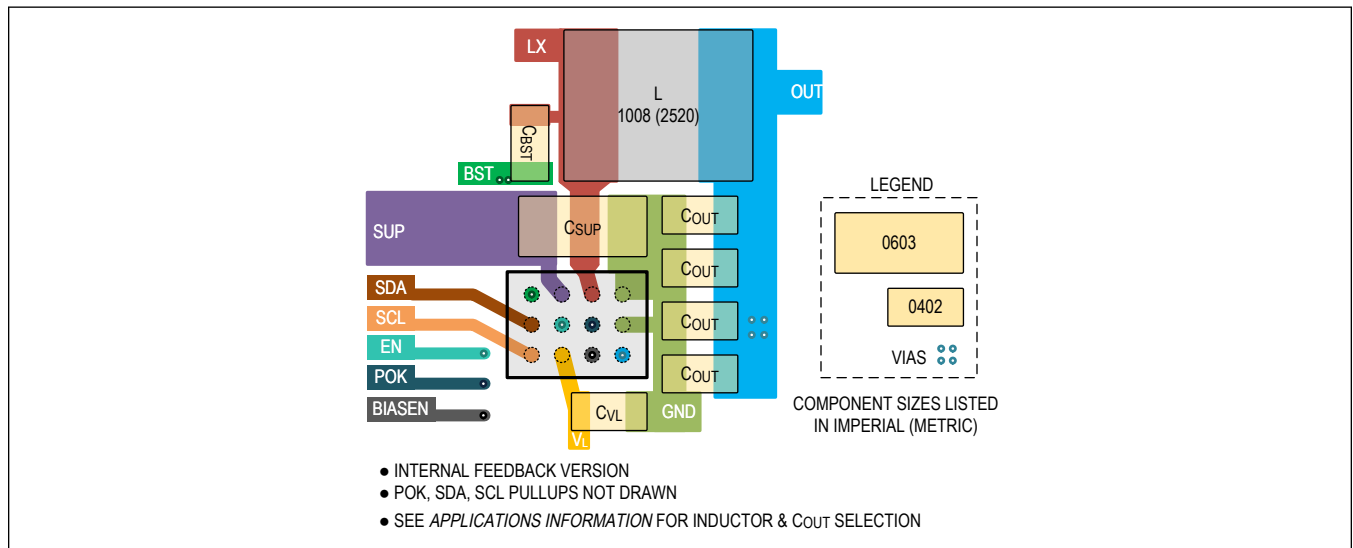 LX
L
1008 (2520)
OUT
CBST
BST
SUP
CSUP
COUT
COUT
COUT
COUT
SDA
SCL
EN
POK
BIASEN
CVL
GND
VL
LEGEND
0603
0402
VIAS
COMPONENT SIZES LISTED
IN IMPERIAL (METRIC)
● INTERNAL FEEDBACK VERSION
● POK, SDA, SCL PULLUPS NOT DRAWN
● SEE APPLICATIONS INFORMATION FOR INDUCTOR & COUT SELECTION